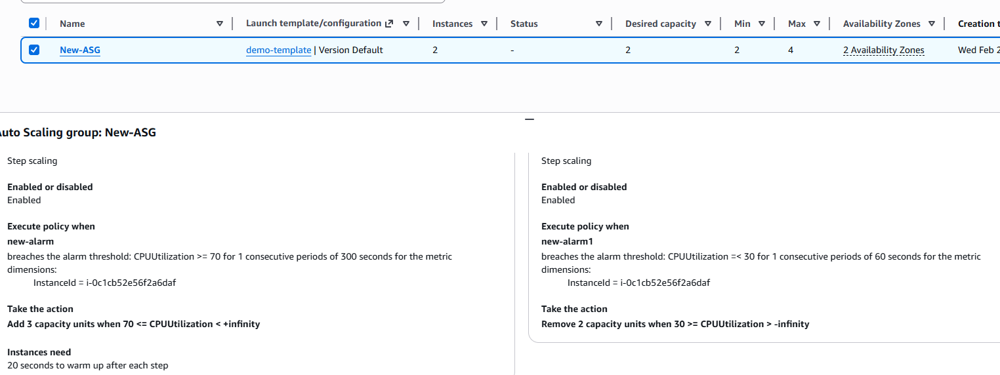 Name Launch template/configuration Instances Status Desired capacity Min Max Availability Zones Creation
New-ASG demo-template | Version Default 2 - 2 2 4 2 Availability Zones Wed Feb
Auto Scaling group: New-ASG
Step scaling
Enabled or disabled
Enabled
Execute policy when
new-alarm
breaches the alarm threshold: CPUUtilization >= 70 for 1 consecutive periods of 300 seconds for the metric
dimensions:
InstanceId = i-0c1cb52e56f2a6daf
Take the action
Add 3 capacity units when 70 <= CPUUtilization < +infinity
Instances need
20 seconds to warm up after each step
Step scaling
Enabled or disabled
Enabled
Execute policy when
new-alarm1
breaches the alarm threshold: CPUUtilization =< 30 for 1 consecutive periods of 60 seconds for the metric
dimensions:
InstanceId = i-0c1cb52e56f2a6daf
Take the action
Remove 2 capacity units when 30 >= CPUUtilization > -infinity